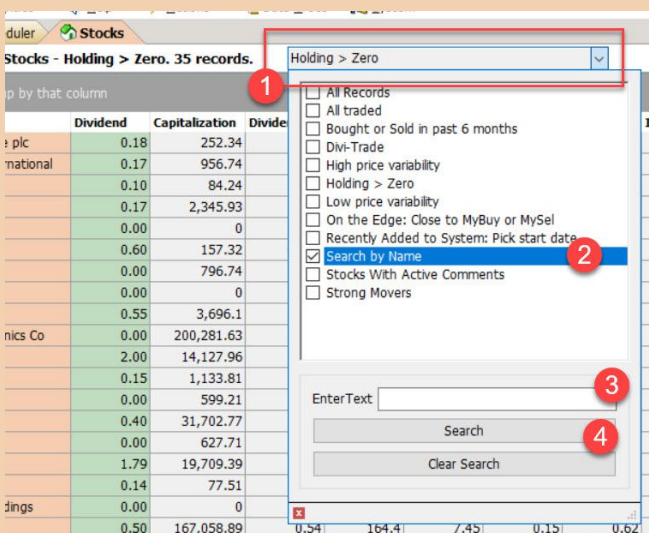 duler Stocks
Stocks - Holding > Zero. 35 records.
Holding > Zero
1
up by that column
Dividend Capitalization Divide
e plc 0.18 252.34
rnational 0.17 956.74
0.10 84.24
0.17 2,345.93
0.00 0
0.60 157.32
0.00 796.74
0.00 0
0.55 3,696.1
nics Co 0.00 200,281.63
2.00 14,127.96
0.15 1,133.81
0.00 599.21
0.40 31,702.77
0.00 627.71
1.79 19,709.39
0.14 77.51
dings 0.00 0
0.50 167,058.89 0.54 164.4 7.45 0.15 0.62
All Records
All traded
Bought or Sold in past 6 months
Divi-Trade
High price variability
Holding > Zero
Low price variability
On the Edge: Close to MyBuy or MySel
Recently Added to System: Pick start date
Search by Name
2
Stocks With Active Comments
Strong Movers
3
EnterText
Search
4
Clear Search